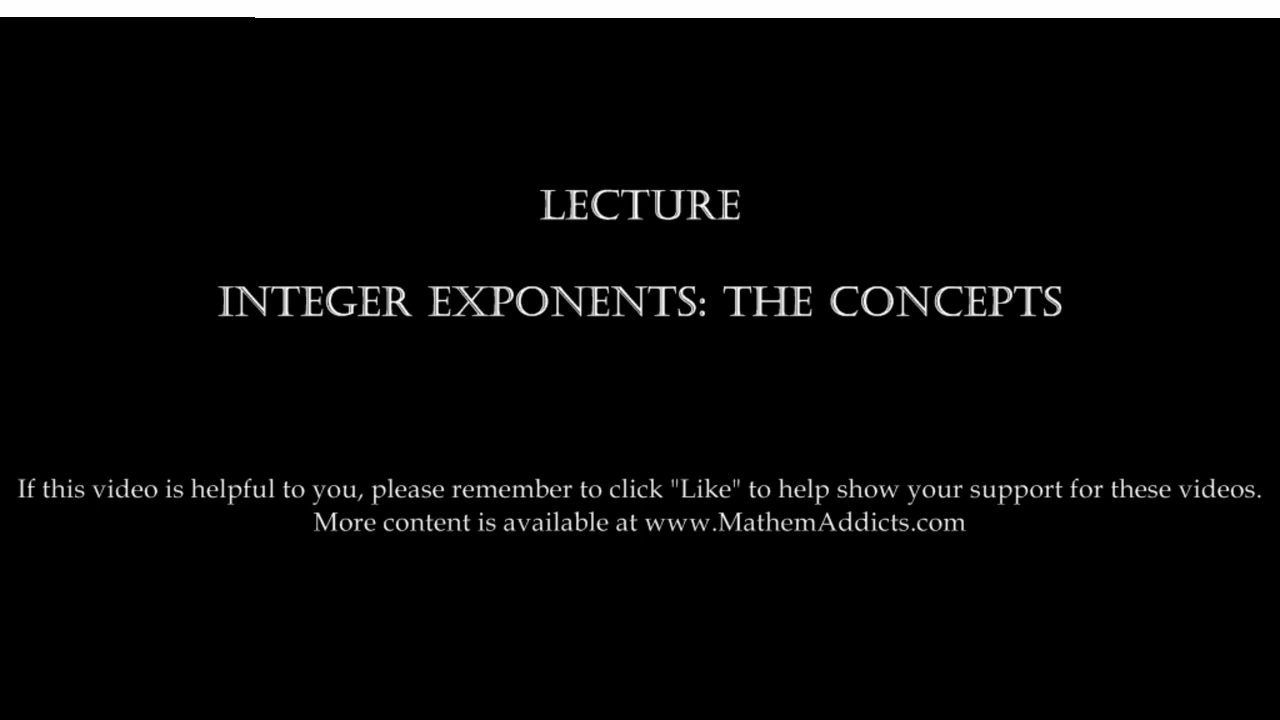 LECTURE
INTEGER EXPONENTS: THE CONCEPTS
If this video is helpful to you, please remember to click "Like" to help show your support for these videos.
More content is available at www.MathemAddicts.com